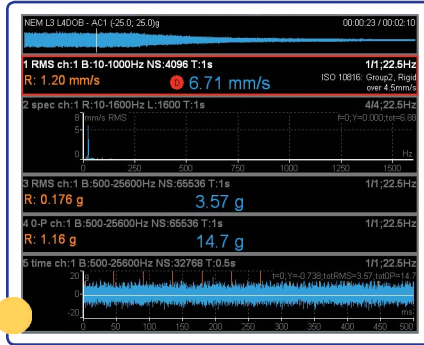 NEM L3 L4DOB - AC1 (-25.0; 25.0)g 00:00:23 / 00:02:10
1 RMS ch:1 B:10-1000Hz NS:4096 T:1s 1/1;22.5Hz
R: 1.20 mm/s D 6.71 mm/s ISO 10816: Group2, Rigid
over 4.5mm/s
2 spec ch:1 R:10-1600Hz L:1600 T:1s 4/4;22.5Hz
8 mm/s RMS f=0;Y=0.000;tot=6.88
5
0 Hz
0 250 500 750 1000 1250 1500
3 RMS ch:1 B:500-25600Hz NS:65536 T:1s 1/1;22.5Hz
R: 0.176 g 3.57 g
4 0-P ch:1 B:500-25600Hz NS:65536 T:1s 1/1;22.5Hz
R: 1.16 g 14.7 g
5 time ch:1 B:500-25600Hz NS:32768 T:0.5s 1/1;22.5Hz
20 g t=0;Y=-0.738;totRMS=3.57;tot0P=14.7
0
-20 ms
0 50 100 150 200 250 300 350 400 450 500